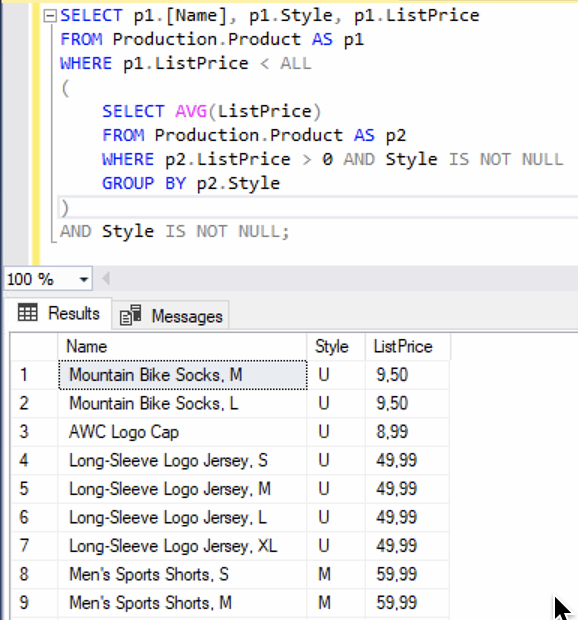 SELECT p1.[Name], p1.Style, p1.ListPrice
FROM Production.Product AS p1
WHERE p1.ListPrice < ALL
(
SELECT AVG(ListPrice)
FROM Production.Product AS p2
WHERE p2.ListPrice > 0 AND Style IS NOT NULL
GROUP BY p2.Style
)
AND Style IS NOT NULL;
100 %
Results Messages
Name Style ListPrice
1 Mountain Bike Socks, M U 9,50
2 Mountain Bike Socks, L U 9,50
3 AWC Logo Cap U 8,99
4 Long-Sleeve Logo Jersey, S U 49,99
5 Long-Sleeve Logo Jersey, M U 49,99
6 Long-Sleeve Logo Jersey, L U 49,99
7 Long-Sleeve Logo Jersey, XL U 49,99
8 Men's Sports Shorts, S M 59,99
9 Men's Sports Shorts, M M 59,99